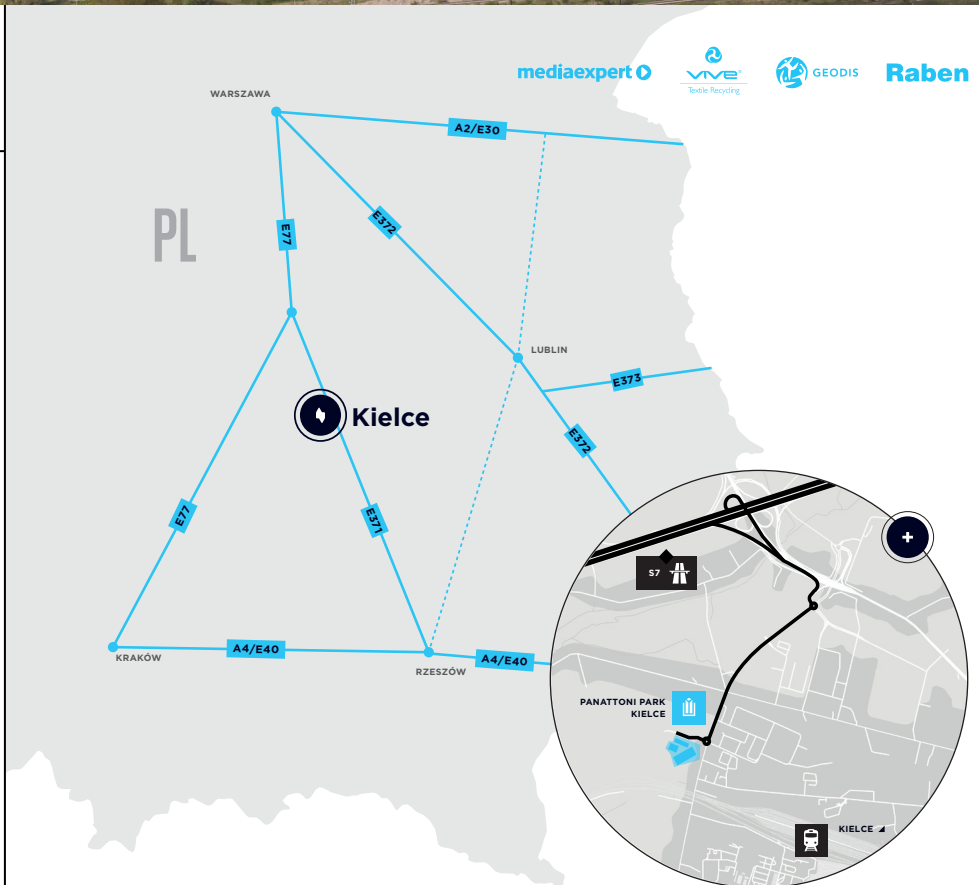 mediaexpert
VIVE®
Textile Recycling
GEODIS
Raben
WARSZAWA
A2/E30
PL
E77
E372
LUBLIN
E373
Kielce
E372
E77
E371
S7
KRAKÓW
A4/E40
RZESZÓW
A4/E40
PANATTONI PARK
KIELCE
KIELCE